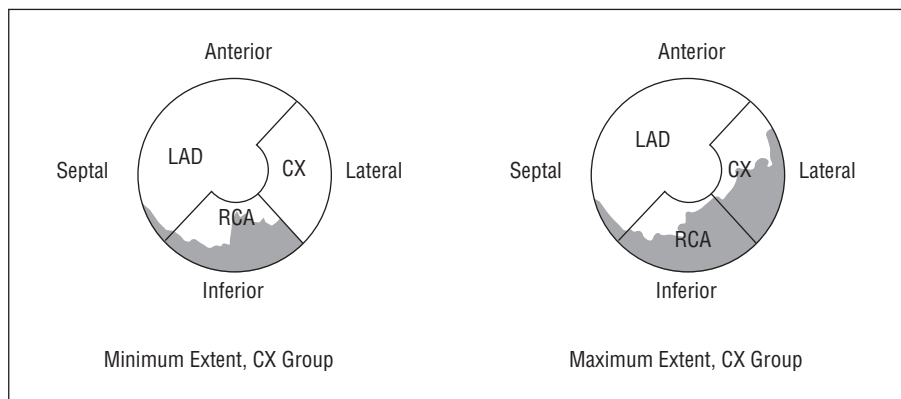 Anterior
LAD
Septal
CX
Lateral
RCA
Inferior
Minimum Extent, CX Group
Anterior
LAD
Septal
CX
Lateral
RCA
Inferior
Maximum Extent, CX Group